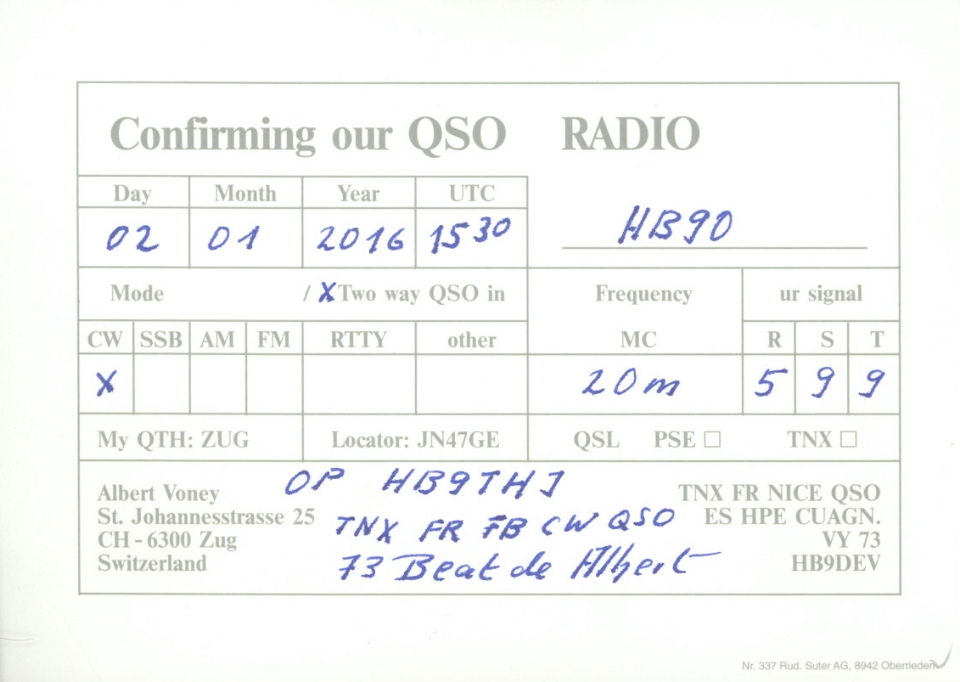 Confirming our QSO RADIO
Day Month Year UTC
02 01 2016 15 30 HB9O
Mode / X Two way QSO in Frequency ur signal
CW SSB AM FM RTTY other MC R S T
X 20m 5 9 9
My QTH: ZUG Locator: JN47GE QSL PSE ☐ TNX ☐
OP HB9THJ
Albert Voney TNX FR NICE QSO
St. Johannesstrasse 25 TNX FR FB CW QSO ES HPE CUAGN.
CH - 6300 Zug VY 73
Switzerland 73 Beat de Albert HB9DEV
Nr. 337 Rud. Suter AG, 8942 Oberrieden